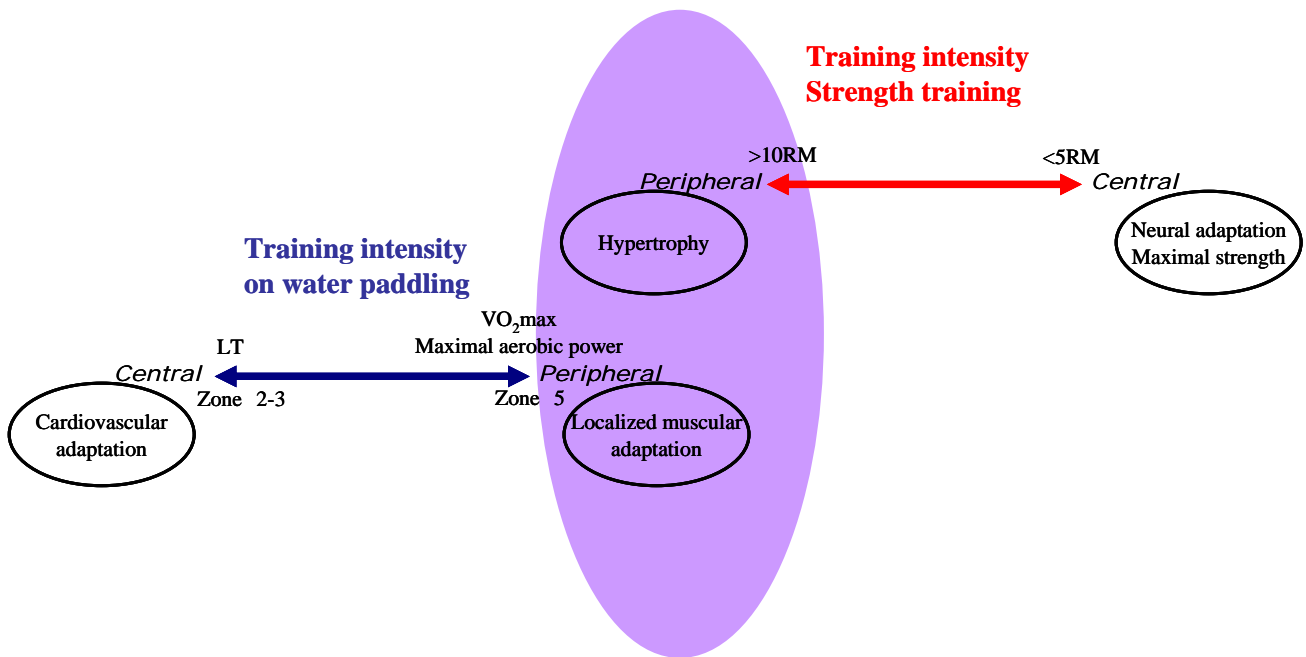 Training intensity
Strength training
>10RM
<5RM
Peripheral
Central
Hypertrophy
Neural adaptation
Maximal strength
Training intensity
on water paddling
VO₂max
LT
Maximal aerobic power
Central
Peripheral
Zone 2-3
Zone 5
Cardiovascular
adaptation
Localized muscular
adaptation